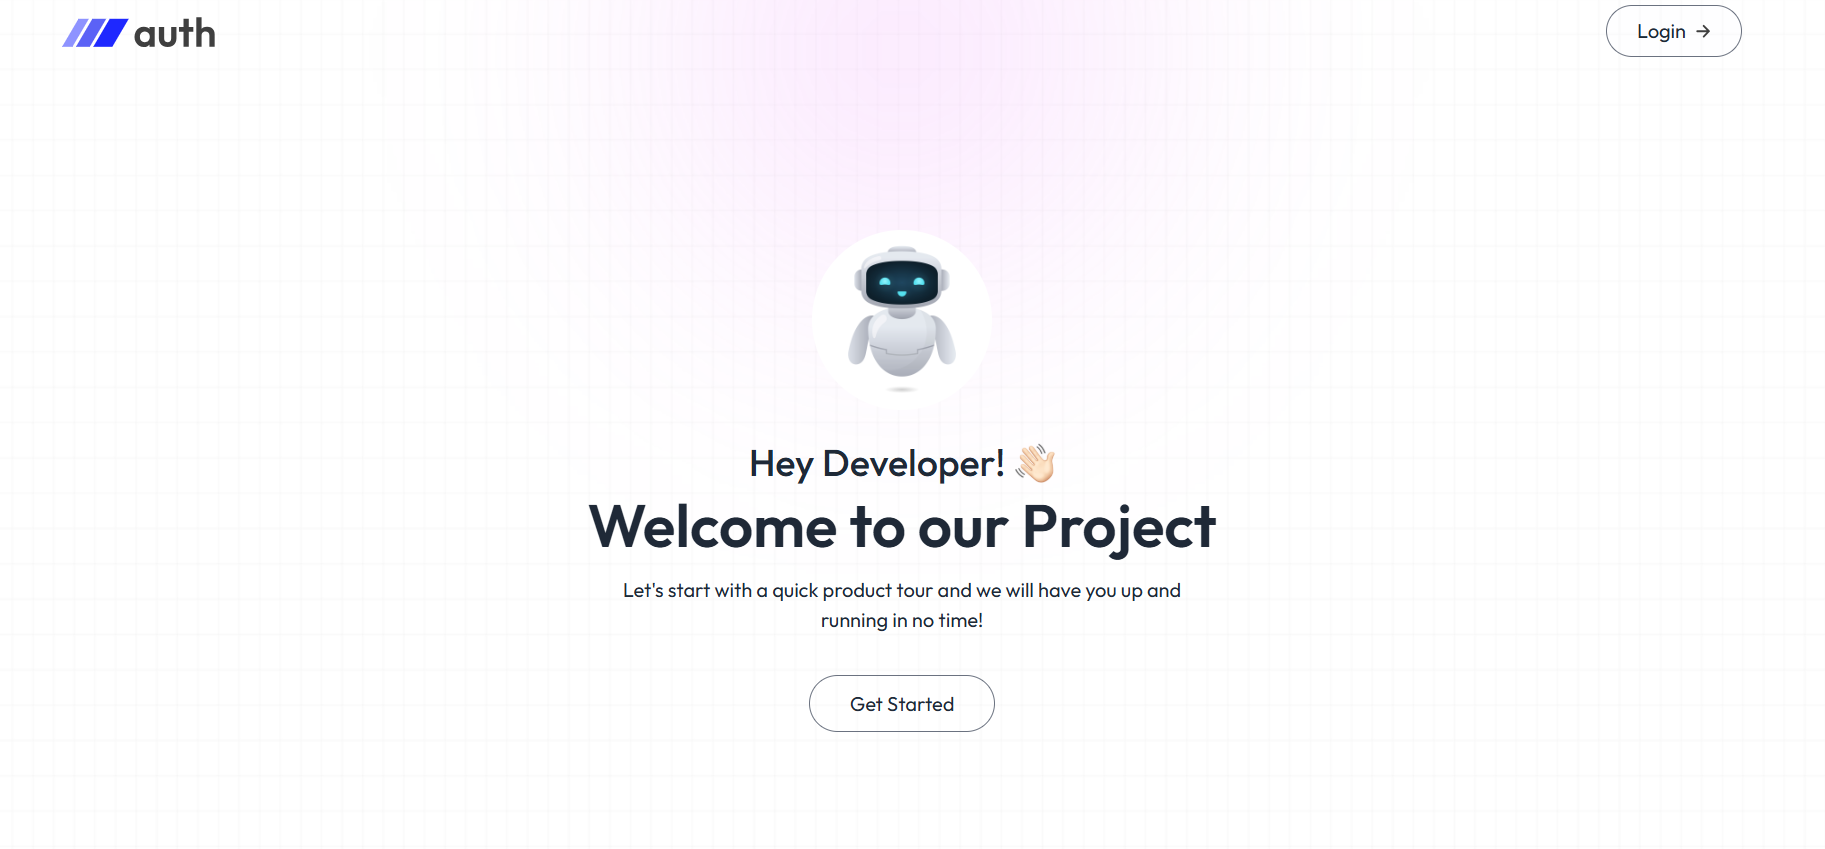 auth
Login →
Hey Developer! 👋🏻
Welcome to our Project
Let's start with a quick product tour and we will have you up and
running in no time!
Get Started